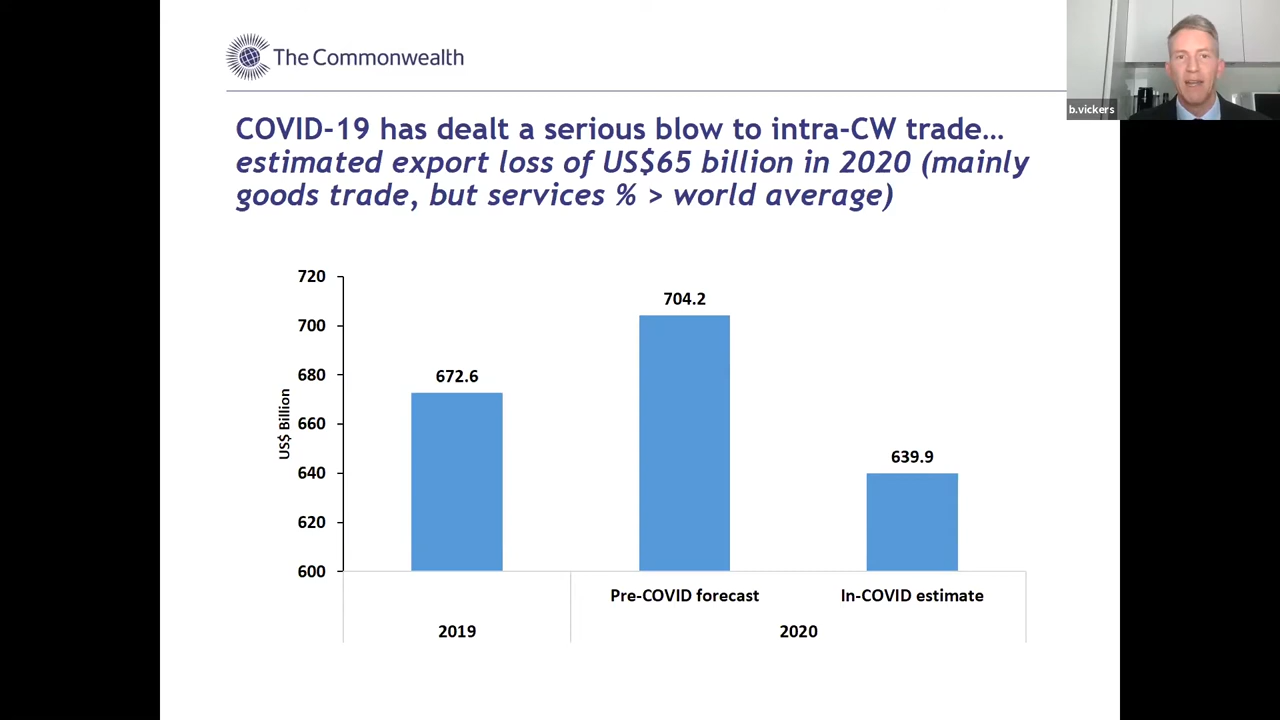 The Commonwealth
b.vickers
COVID-19 has dealt a serious blow to intra-CW trade…
estimated export loss of US$65 billion in 2020 (mainly
goods trade, but services % > world average)
720
700
680
660
640
620
600
US$ Billion
672.6
704.2
639.9
Pre-COVID forecast
In-COVID estimate
2019
2020